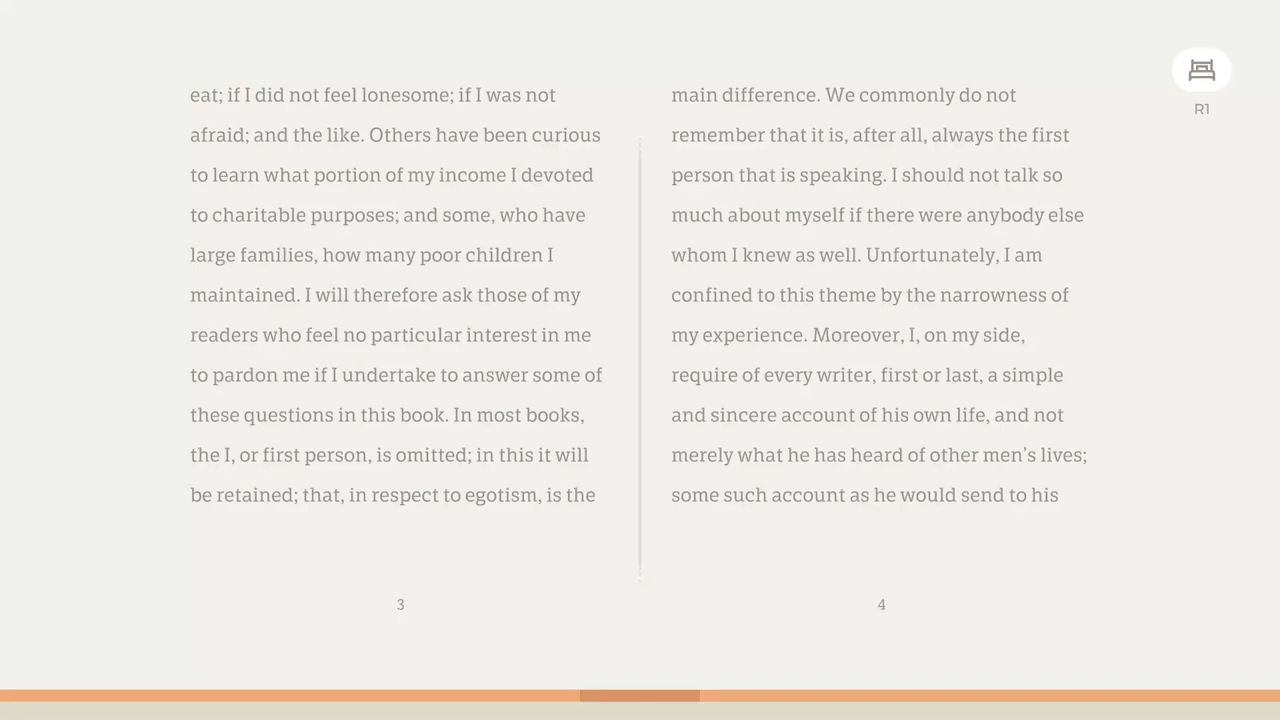 eat; if I did not feel lonesome; if I was not
afraid; and the like. Others have been curious
to learn what portion of my income I devoted
to charitable purposes; and some, who have
large families, how many poor children I
maintained. I will therefore ask those of my
readers who feel no particular interest in me
to pardon me if I undertake to answer some of
these questions in this book. In most books,
the I, or first person, is omitted; in this it will
be retained; that, in respect to egotism, is the
3
main difference. We commonly do not
remember that it is, after all, always the first
person that is speaking. I should not talk so
much about myself if there were anybody else
whom I knew as well. Unfortunately, I am
confined to this theme by the narrowness of
my experience. Moreover, I, on my side,
require of every writer, first or last, a simple
and sincere account of his own life, and not
merely what he has heard of other men’s lives;
some such account as he would send to his
4
R1